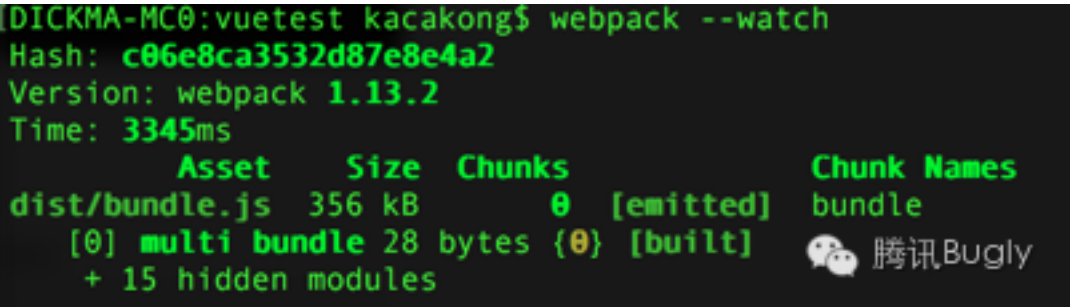 [DICKMA-MC0:vuetest kacakong$ webpack --watch
Hash: c06e8ca3532d87e8e4a2
Version: webpack 1.13.2
Time: 3345ms
Asset Size Chunks Chunk Names
dist/bundle.js 356 kB 0 [emitted] bundle
[0] multi bundle 28 bytes {0} [built]
+ 15 hidden modules
腾讯Bugly